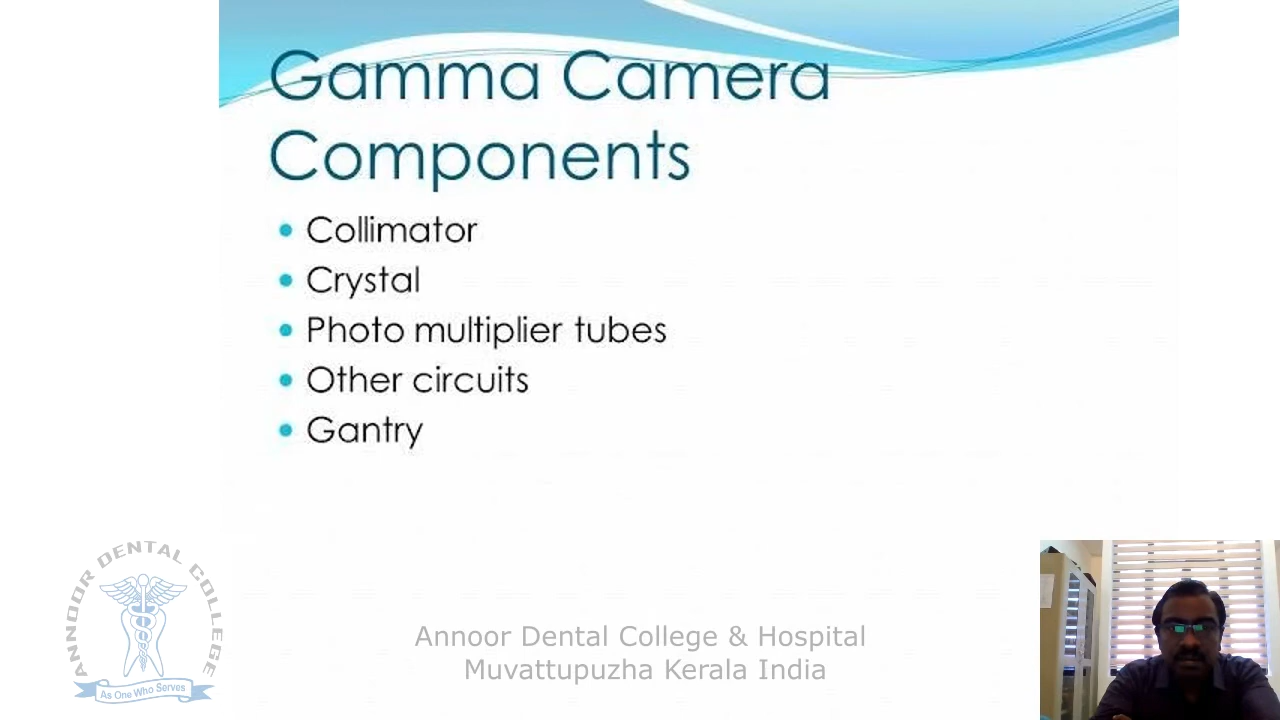 Gamma Camera
Components
• Collimator
• Crystal
• Photo multiplier tubes
• Other circuits
• Gantry
ANNOOR DENTAL COLLEGE
As One Who Serves
Annoor Dental College & Hospital
Muvattupuzha Kerala India